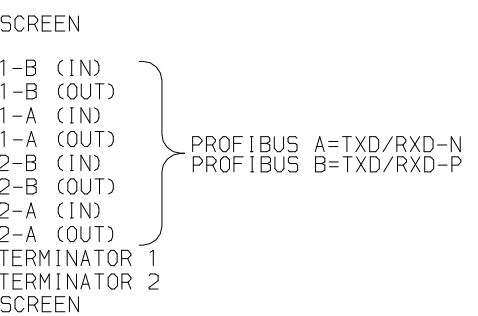 SCREEN
1-B (IN)
1-B (OUT)
1-A (IN)
1-A (OUT)
2-B (IN)
2-B (OUT)
2-A (IN)
2-A (OUT)
PROFIBUS A=TXD/RXD-N
PROFIBUS B=TXD/RXD-P
TERMINATOR 1
TERMINATOR 2
SCREEN